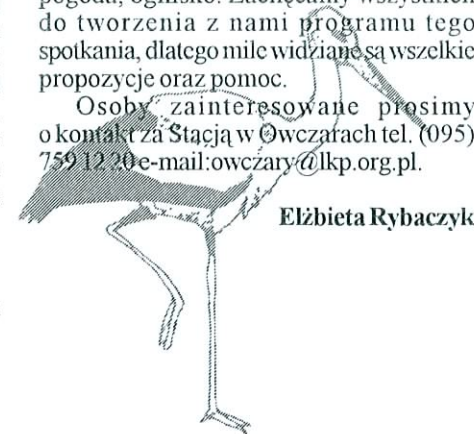 pogoda, ognisko. Zachęcamy wszystkich
do tworzenia z nami programu tego
spotkania, dlatego mile widziane są wszelkie
propozycje oraz pomoc.
Osoby zainteresowane prosimy
o kontakt za Stacją w Owczarach tel. (095)
759 12 20 e-mail:owczary@lkp.org.pl.
Elżbieta Rybaczyk